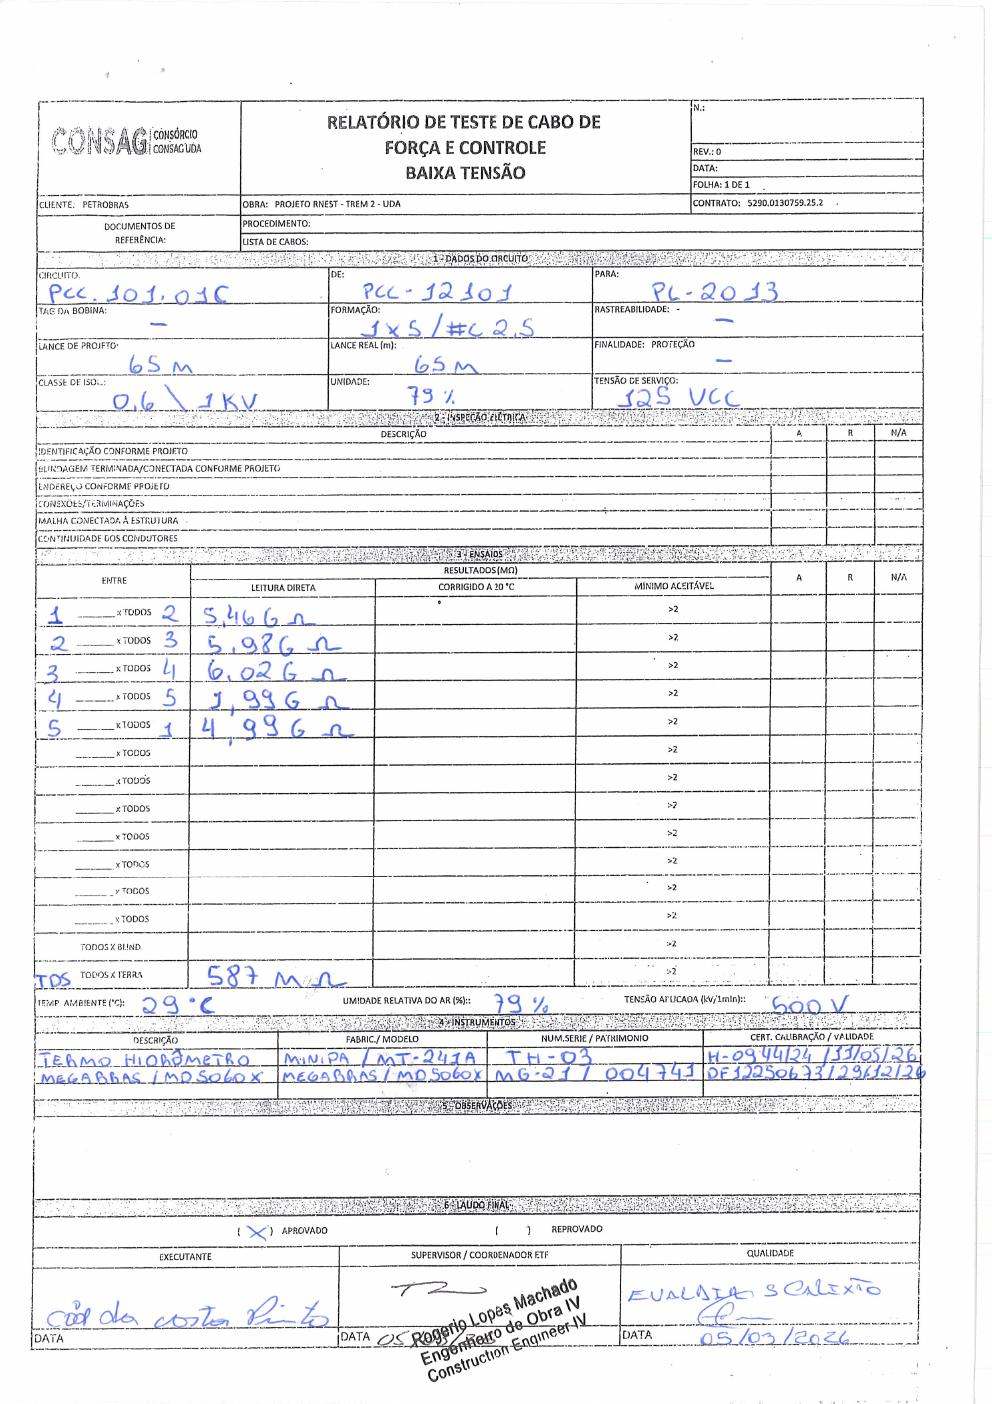 CONSAG CONSÓRCIO CONSAG UDA
RELATÓRIO DE TESTE DE CABO DE
FORÇA E CONTROLE
BAIXA TENSÃO
N.:
REV.: 0
DATA:
FOLHA: 1 DE 1
CLIENTE: PETROBRAS
OBRA: PROJETO RNEST - TREM 2 - UDA
CONTRATO: 5290.0130759.25.2
DOCUMENTOS DE
REFERÊNCIA:
PROCEDIMENTO:
LISTA DE CABOS:
1 - DADOS DO CIRCUITO
CIRCUITO: DE: PARA:
PCC.101.01C PCC-12101 PL-2013
TAG DA BOBINA: FORMAÇÃO: RASTREABILIDADE: -
- 1x5/#C 2.5 -
LANCE DE PROJETO: LANCE REAL (m): FINALIDADE: PROTEÇÃO
65 M 65 M -
CLASSE DE ISO.: UNIDADE: TENSÃO DE SERVIÇO:
0,6 \ 1KV 79 % 125 VCC
2 - INSPEÇÃO ELÉTRICA
DESCRIÇÃO A R N/A
IDENTIFICAÇÃO CONFORME PROJETO
BLINDAGEM TERMINADA/CONECTADA CONFORME PROJETO
ENDEREÇO CONFORME PROJETO
CONEXÕES/TERMINAÇÕES
MALHA CONECTADA À ESTRUTURA
CONTINUIDADE DOS CONDUTORES
3 - ENSAIOS
ENTRE RESULTADOS (MΩ) A R N/A
LEITURA DIRETA CORRIGIDO A 20 °C MÍNIMO ACEITÁVEL
1 x TODOS 2 5,46 G Ω >2
2 x TODOS 3 5,98 G Ω >2
3 x TODOS 4 6,02 G Ω >2
4 x TODOS 5 1,99 G Ω >2
5 x TODOS 1 4,99 G Ω >2
x TODOS >2
x TODOS >2
x TODOS >2
x TODOS >2
x TODOS >2
x TODOS >2
x TODOS >2
TODOS X BLIND >2
TDS TODOS X TERRA 587 M Ω >2
TEMP AMBIENTE (°C): 29 °C UMIDADE RELATIVA DO AR (%):: 79 % TENSÃO APLICADA (kV/1min):: 500 V
4 - INSTRUMENTOS
DESCRIÇÃO FABRIC./ MODELO NUM.SERIE / PATRIMONIO CERT. CALIBRAÇÃO / VALIDADE
TERMO HIDRÔMETRO MINIPA / MT-241A TH-03 H-0944/24 /11/05/26
MEGABRAS / MD5060X MEGABRAS / MD5060X MG-21 / 004741 DF12250673/29/12/26
5 - OBSERVAÇÕES
6 - LAUDO FINAL
( X ) APROVADO ( ) REPROVADO
EXECUTANTE SUPERVISOR / COORDENADOR ETF QUALIDADE
da costa Pinto
EVALDIA S CALIXTO
Rogerio Lopes Machado
Engenheiro de Obra IV
Construction Engineer IV
DATA DATA 05 DATA 05/03/2026